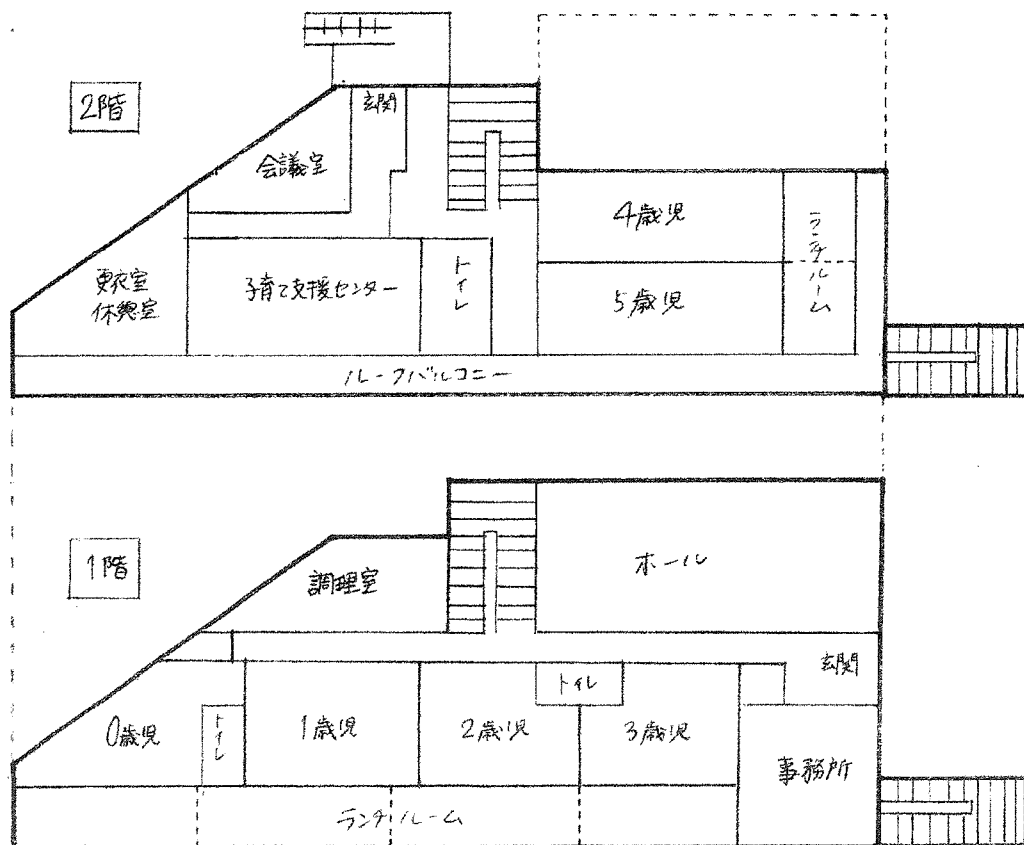 2階
玄関
会議室
4歳児
ランチルーム
更衣室
休憩室
子育て支援センター
トイレ
5歳児
ルーフバルコニー
1階
調理室
ホール
玄関
トイレ
0歳児
トイレ
1歳児
2歳児
3歳児
事務所
ランチルーム